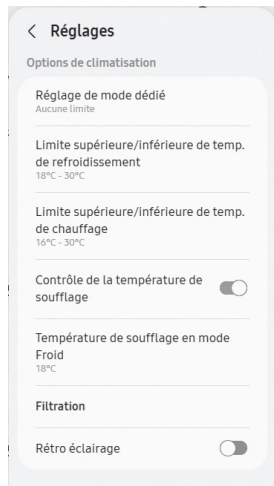 Réglages
Options de climatisation
Réglage de mode dédié
Aucune limite
Limite supérieure/inférieure de temp.
de refroidissement
18°C - 30°C
Limite supérieure/inférieure de temp.
de chauffage
16°C - 30°C
Contrôle de la température de
soufflage
Température de soufflage en mode
Froid
18°C
Filtration
Rétro éclairage